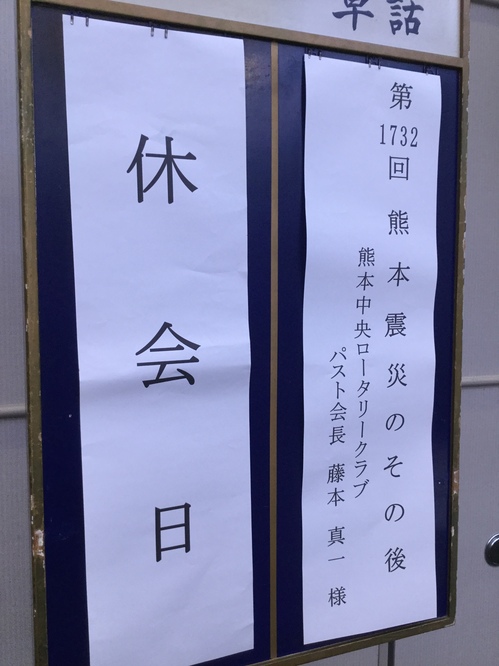 卓話
第1732回 熊本震災のその後
熊本中央ロータリークラブ
パスト会長 藤本 真一 様
休会日